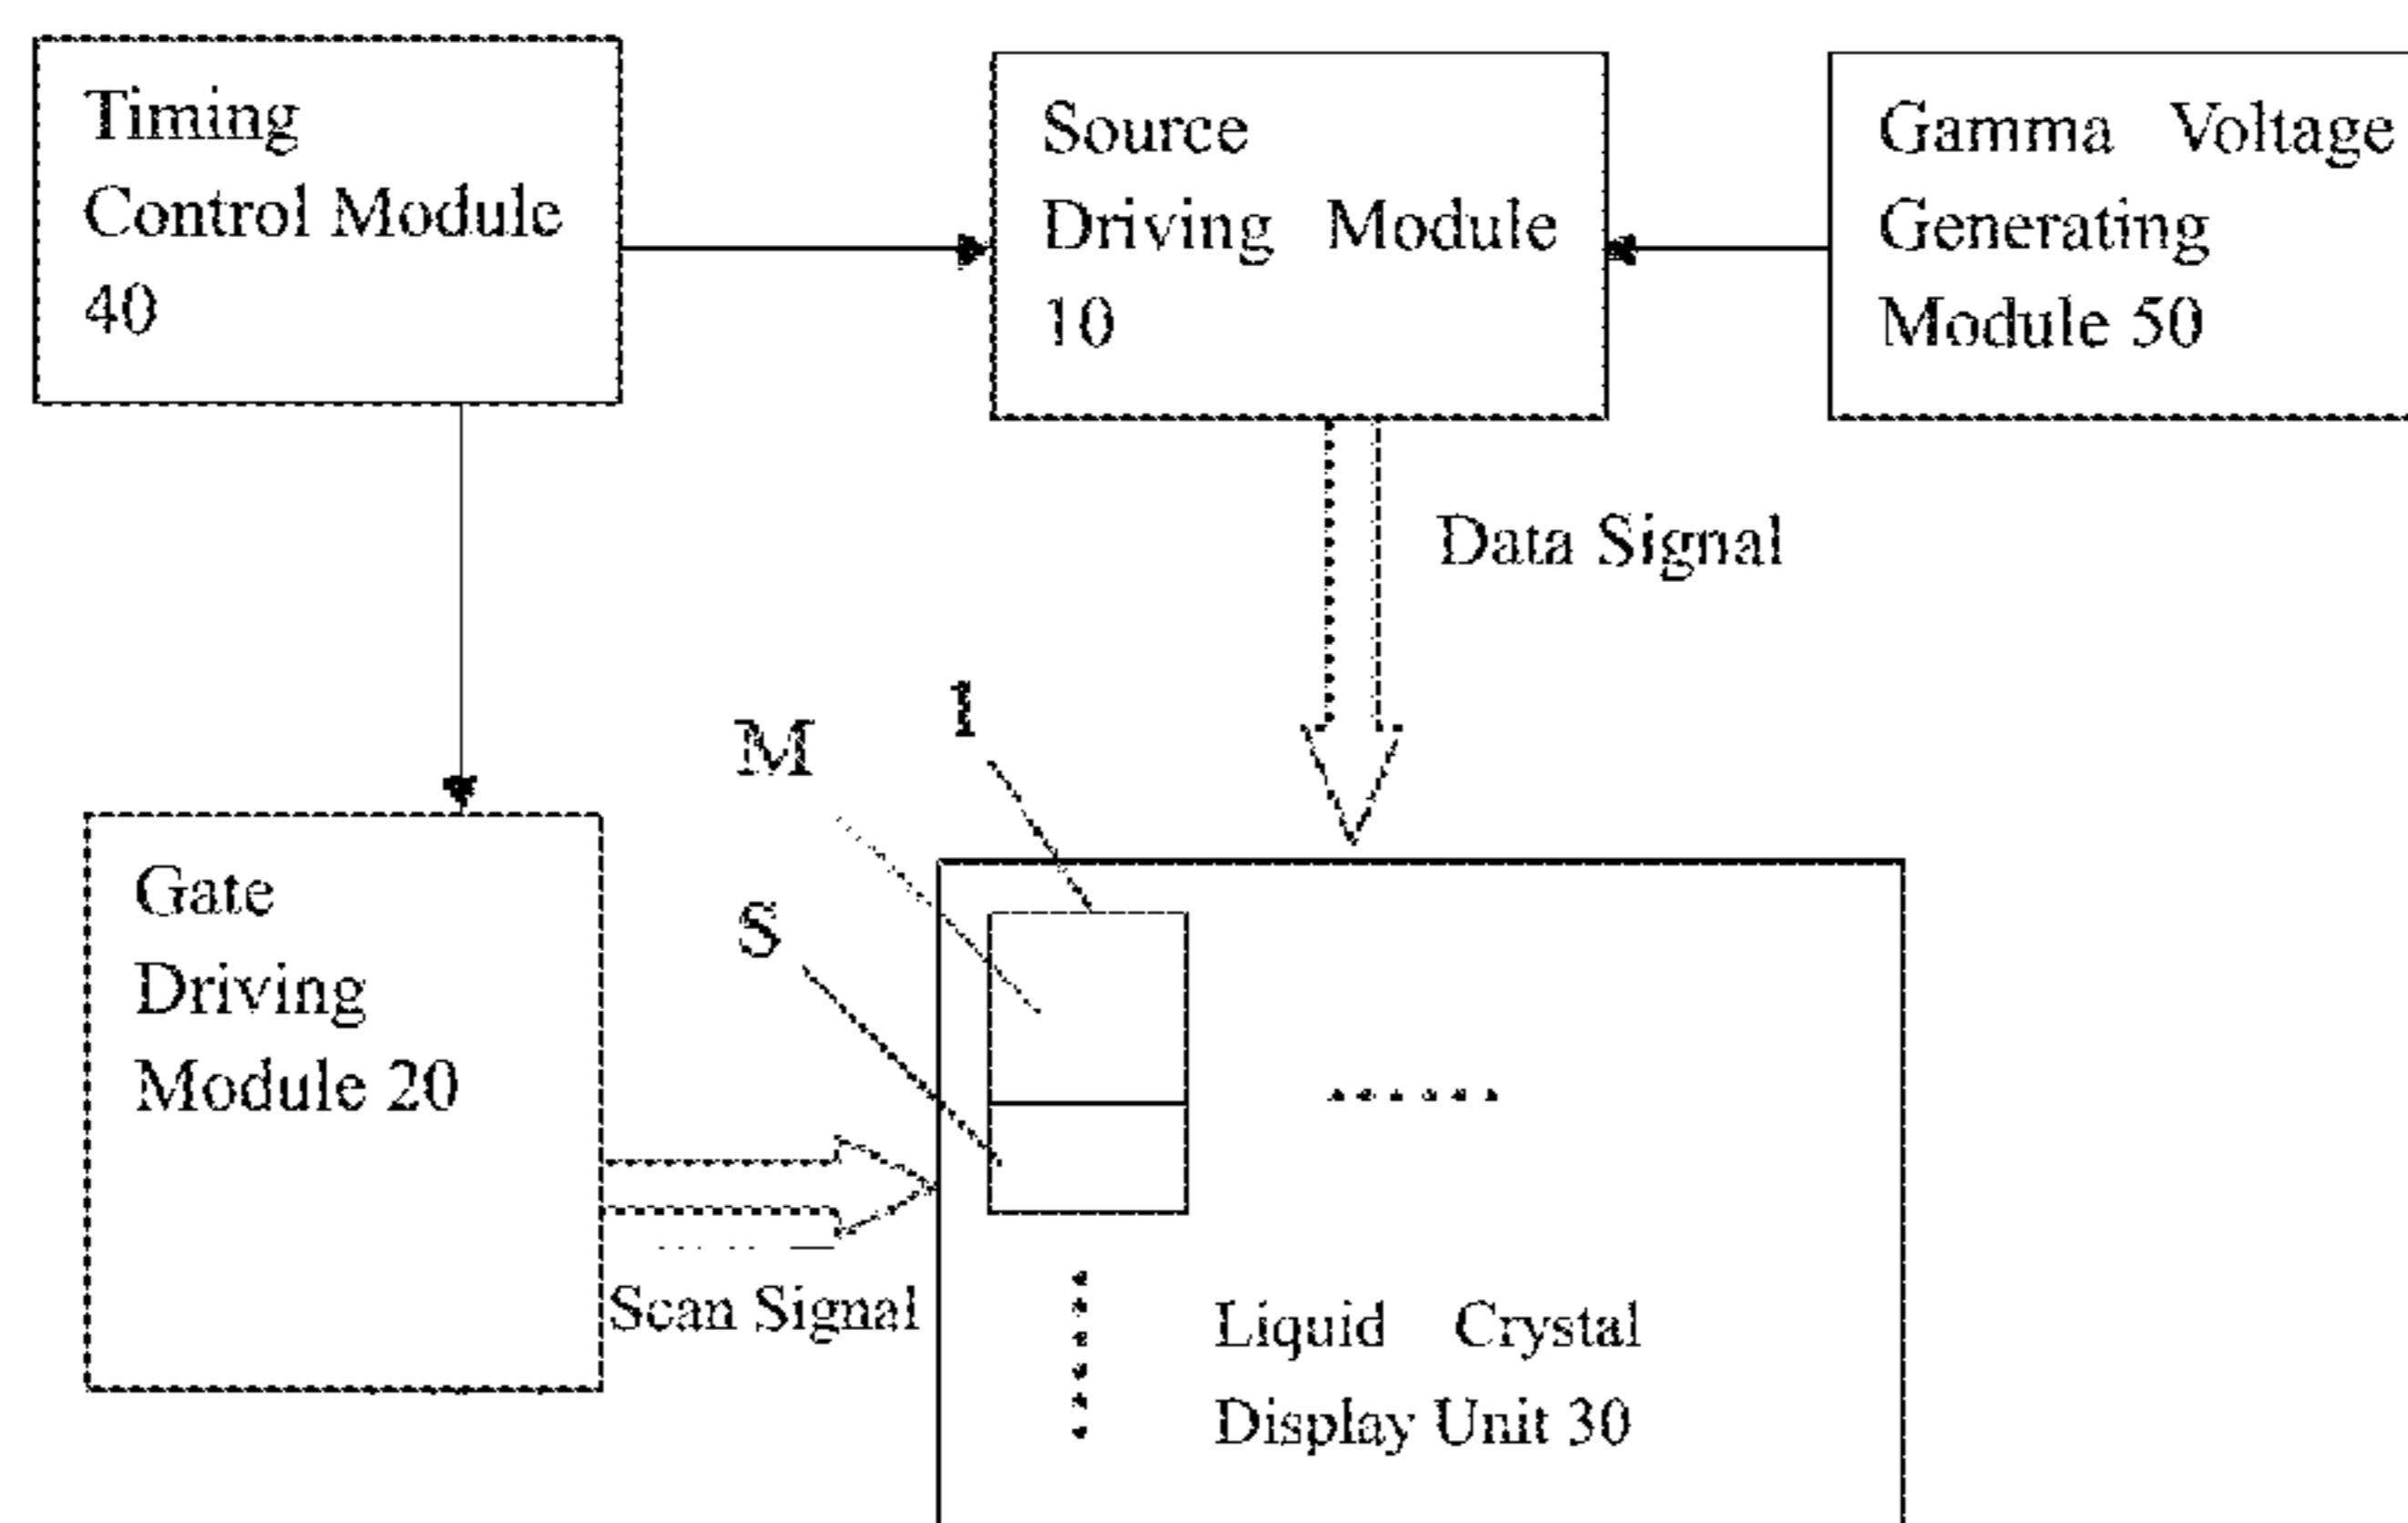 Timing
Control Module
40
Source
Driving Module
10
Gamma Voltage
Generating
Module 50
Data Signal
1
M
S
Gate
Driving
Module 20
Scan Signal
Liquid Crystal
Display Unit 30